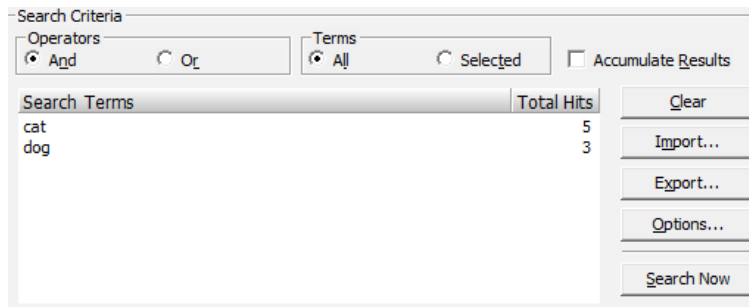 Search Criteria
Operators
Terms
And Or
All Selected
Accumulate Results
Search Terms Total Hits
cat 5
dog 3
Clear
Import...
Export...
Options...
Search Now